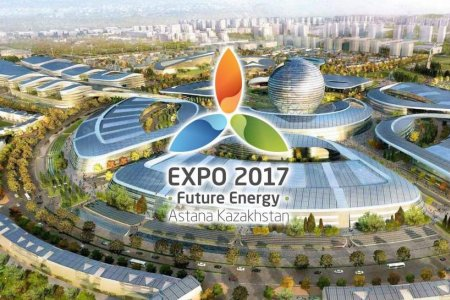 EXPO 2017
Future Energy
Astana Kazakhstan